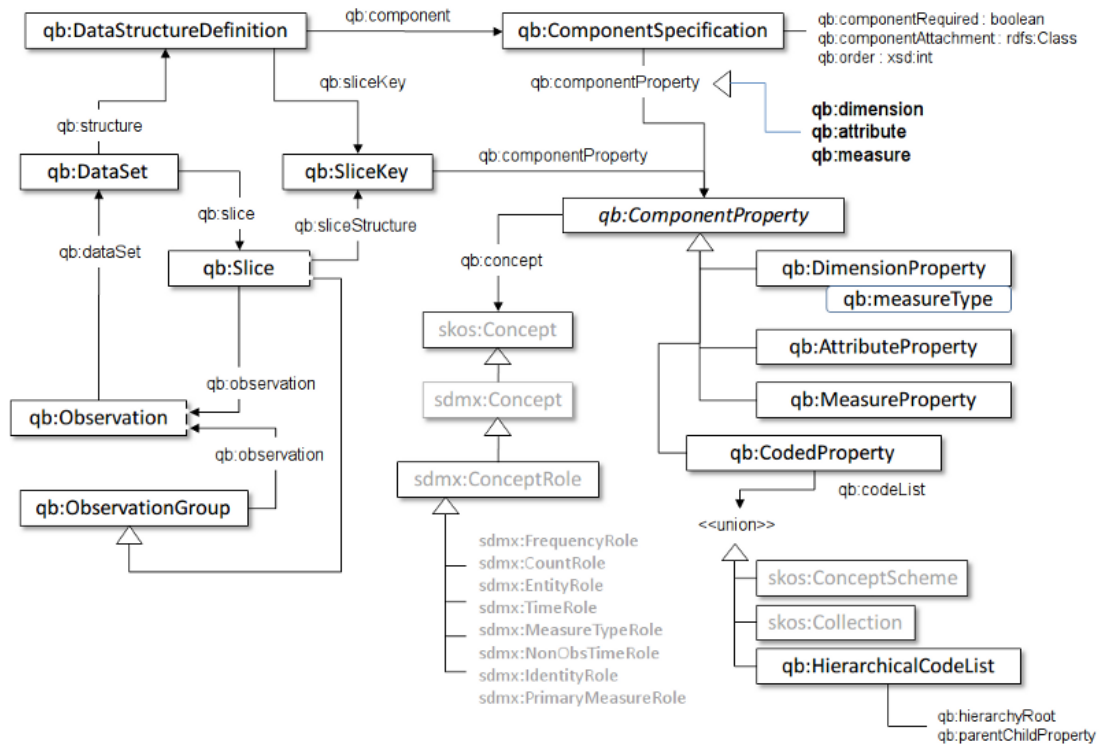 qb:component
qb:DataStructureDefinition
qb:ComponentSpecification
qb:componentRequired : boolean
qb:componentAttachment : rdfs:Class
qb:order : xsd:int
qb:sliceKey
qb:componentProperty
qb:dimension
qb:attribute
qb:measure
qb:structure
qb:DataSet
qb:SliceKey
qb:componentProperty
qb:slice
qb:sliceStructure
qb:ComponentProperty
qb:dataSet
qb:Slice
qb:concept
qb:DimensionProperty
qb:measureType
skos:Concept
qb:AttributeProperty
qb:observation
sdmx:Concept
qb:MeasureProperty
qb:Observation
qb:observation
qb:CodedProperty
sdmx:ConceptRole
qb:codeList
qb:ObservationGroup
<<union>>
sdmx:FrequencyRole
sdmx:CountRole
sdmx:EntityRole
sdmx:TimeRole
sdmx:MeasureTypeRole
sdmx:NonObsTimeRole
sdmx:IdentityRole
sdmx:PrimaryMeasureRole
skos:ConceptScheme
skos:Collection
qb:HierarchicalCodeList
qb:hierarchyRoot
qb:parentChildProperty